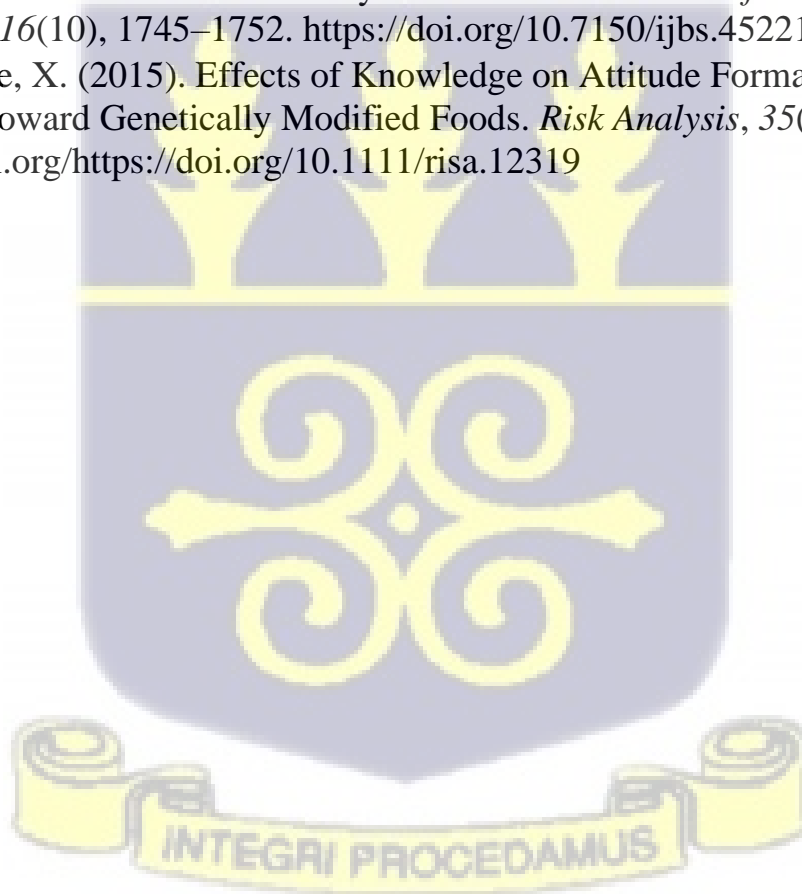 16(10), 1745–1752. https://doi.org/10.7150/ijbs.45221
e, X. (2015). Effects of Knowledge on Attitude Forma
oward Genetically Modified Foods. Risk Analysis, 35(
i.org/https://doi.org/10.1111/risa.12319
INTEGRI PROCEDAMUS